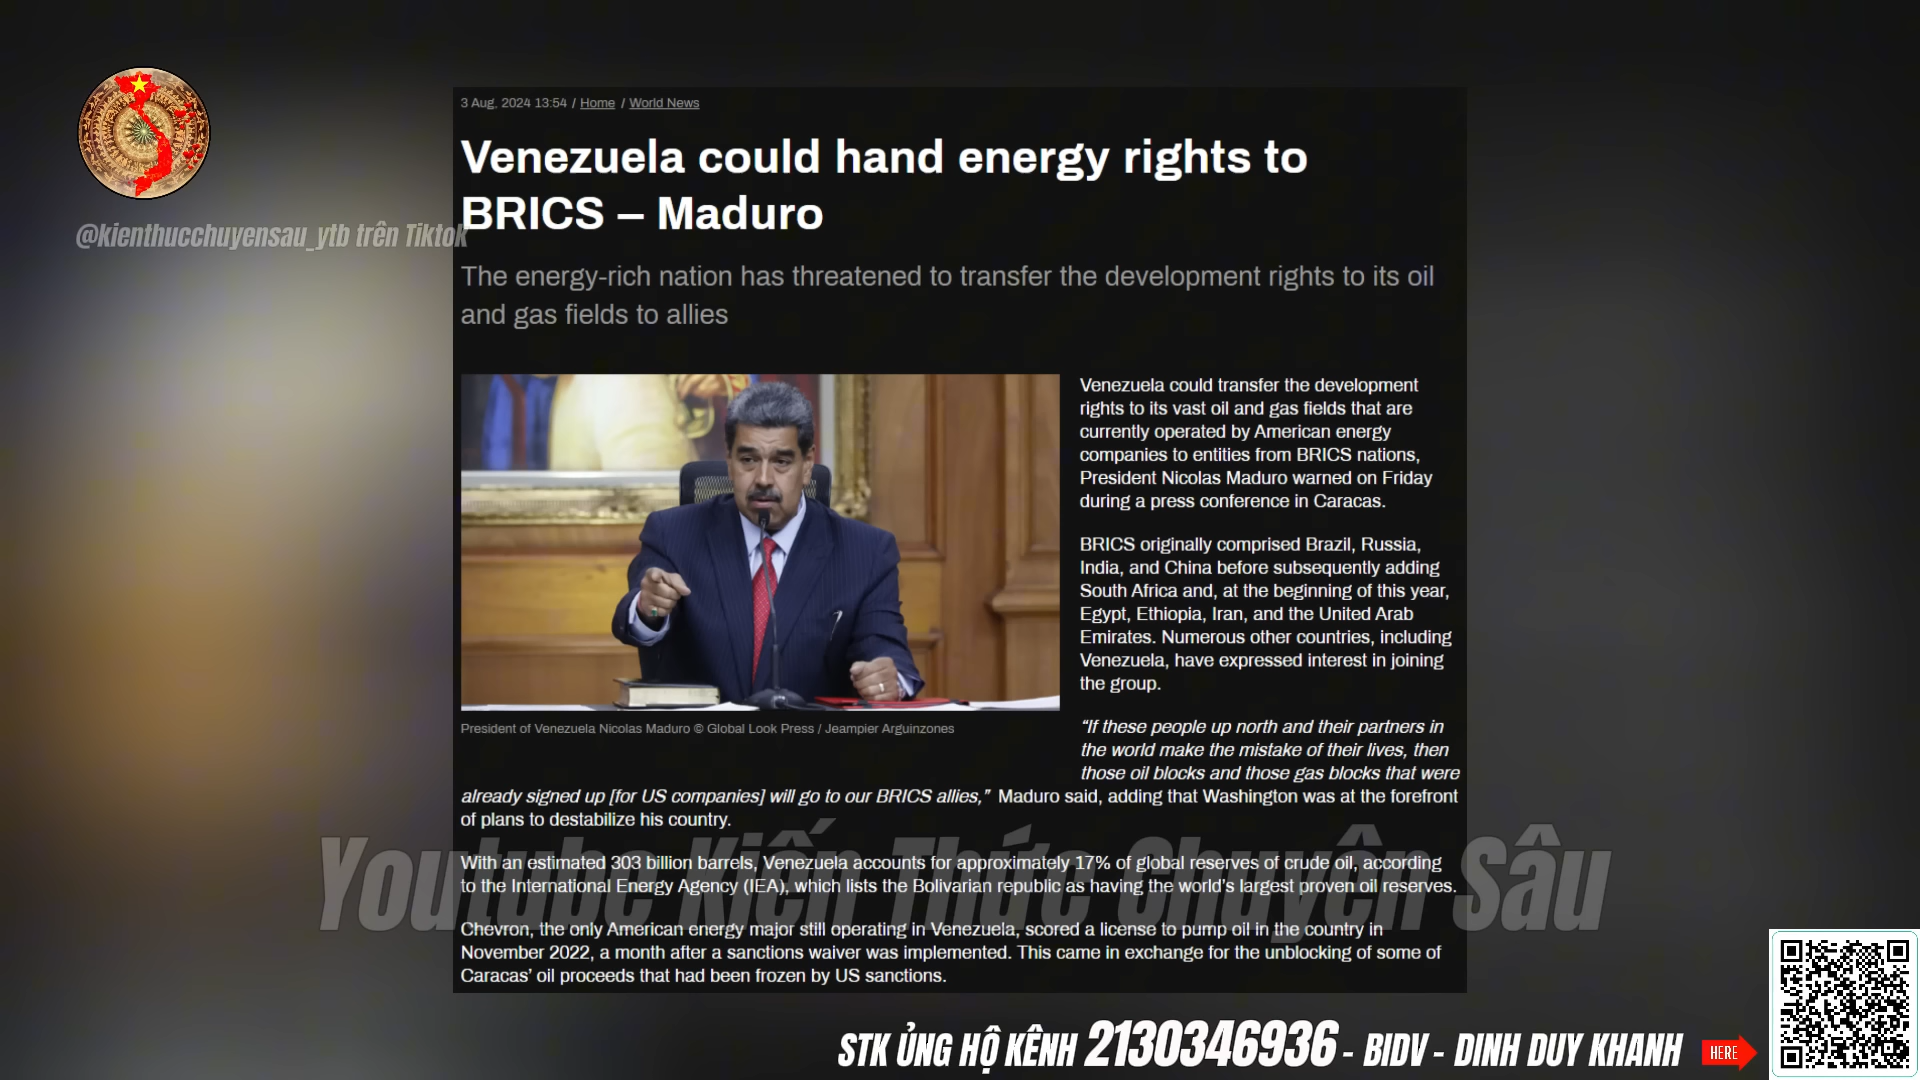 3 Aug, 2024 13:54 / Home / World News
Venezuela could hand energy rights to
BRICS – Maduro
@kienthucchuyensau_ytb trên Tiktok
The energy-rich nation has threatened to transfer the development rights to its oil
and gas fields to allies
Venezuela could transfer the development
rights to its vast oil and gas fields that are
currently operated by American energy
companies to entities from BRICS nations,
President Nicolas Maduro warned on Friday
during a press conference in Caracas.
BRICS originally comprised Brazil, Russia,
India, and China before subsequently adding
South Africa and, at the beginning of this year,
Egypt, Ethiopia, Iran, and the United Arab
Emirates. Numerous other countries, including
Venezuela, have expressed interest in joining
the group.
President of Venezuela Nicolas Maduro © Global Look Press / Jeampier Arguinzones
“If these people up north and their partners in
the world make the mistake of their lives, then
those oil blocks and those gas blocks that were
already signed up [for US companies] will go to our BRICS allies,” Maduro said, adding that Washington was at the forefront
of plans to destabilize his country.
With an estimated 303 billion barrels, Venezuela accounts for approximately 17% of global reserves of crude oil, according
to the International Energy Agency (IEA), which lists the Bolivarian republic as having the world’s largest proven oil reserves.
Youtube Kiến Thức Chuyên Sâu
Chevron, the only American energy major still operating in Venezuela, scored a license to pump oil in the country in
November 2022, a month after a sanctions waiver was implemented. This came in exchange for the unblocking of some of
Caracas’ oil proceeds that had been frozen by US sanctions.
STK ỦNG HỘ KÊNH 2130346936 - BIDV - DINH DUY KHANH
HERE